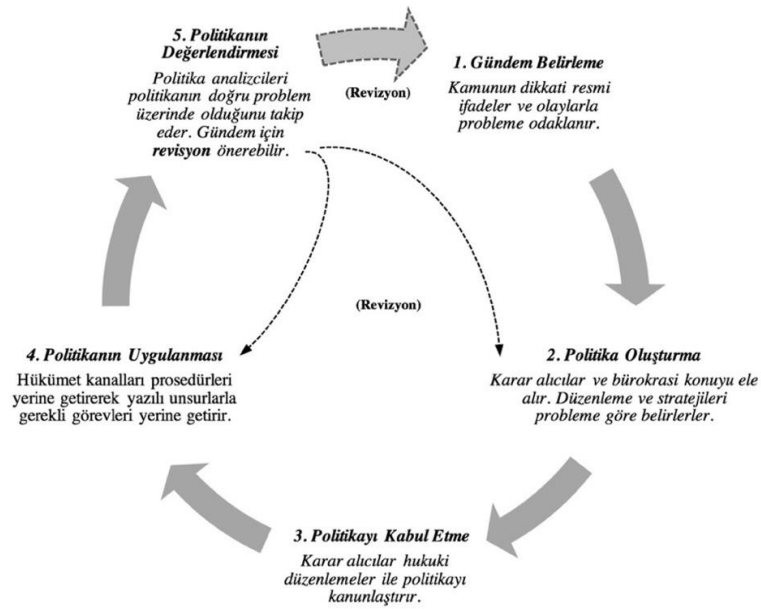 5. Politikanın
Değerlendirmesi
Politika analizcileri
politikanın doğru problem
üzerinde olduğunu takip
eder. Gündem için
revisyon önerebilir.
(Revizyon)
1. Gündem Belirleme
Kamunun dikkati resmi
ifadeler ve olaylarla
probleme odaklanır.
(Revizyon)
2. Politika Oluşturma
Karar alıcılar ve bürokrasi konuyu ele
alır. Düzenleme ve stratejileri
probleme göre belirlerler.
3. Politikayı Kabul Etme
Karar alıcılar hukuki
düzenlemeler ile politikayı
kanunlaştırır.
4. Politikanın Uygulanması
Hükümet kanalları prosedürleri
yerine getirerek yazılı unsurlarla
gerekli görevleri yerine getirir.